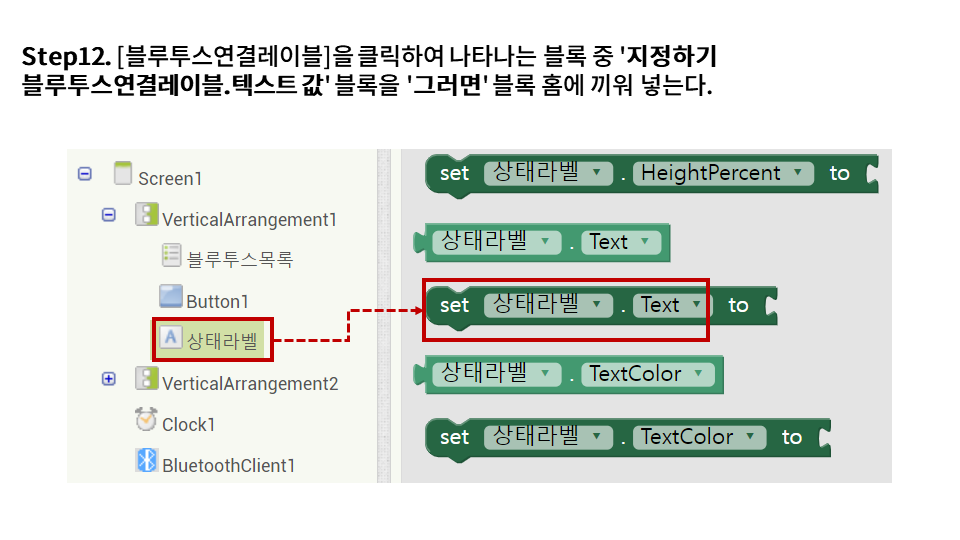 Step12. [블루투스연결레이블]을 클릭하여 나타나는 블록 중 '지정하기
블루투스연결레이블.텍스트 값' 블록을 '그러면' 블록 홈에 끼워 넣는다.
Screen1
VerticalArrangement1
블루투스목록
Button1
A 상태라벨
VerticalArrangement2
Clock1
BluetoothClient1
set 상태라벨 . HeightPercent to
상태라벨 . Text
set 상태라벨 . Text to
상태라벨 . TextColor
set 상태라벨 . TextColor to